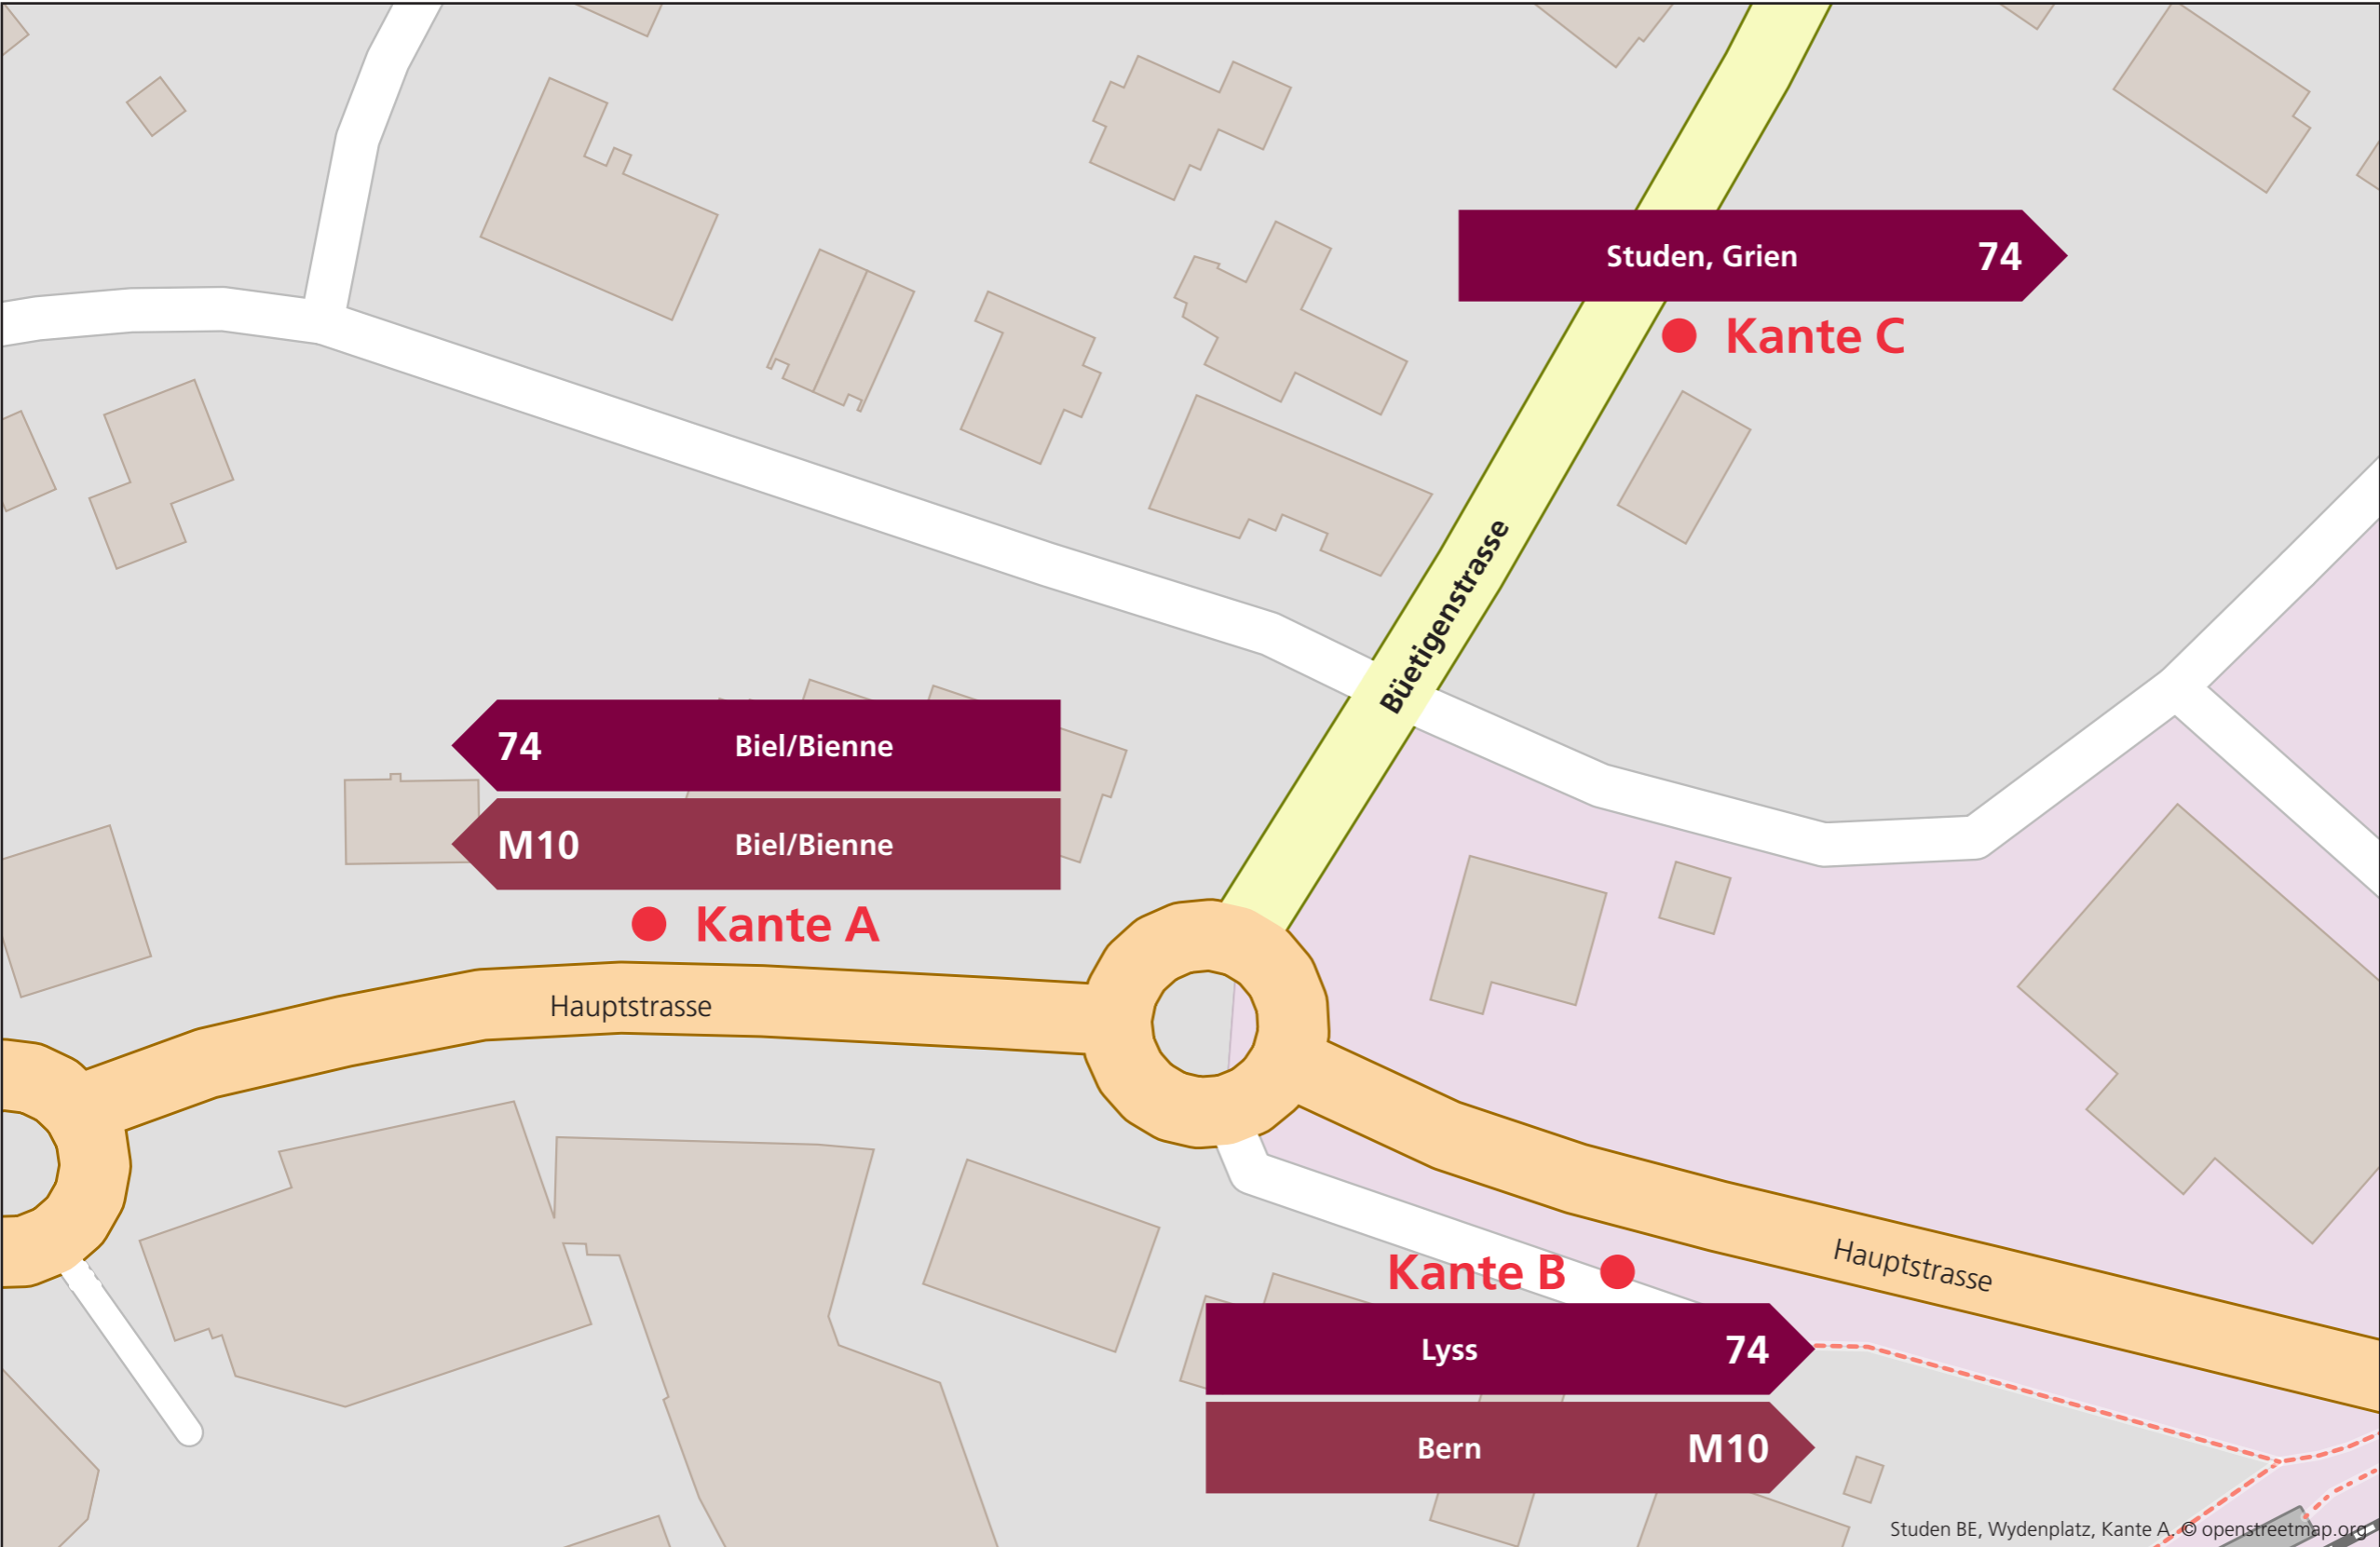 Studen, Grien 74
Kante C
Büetigenstrasse
74 Biel/Bienne
M10 Biel/Bienne
Kante A
Hauptstrasse
Hauptstrasse
Kante B
Lyss 74
Bern M10
Studen BE, Wydenplatz, Kante A. © openstreetmap.org